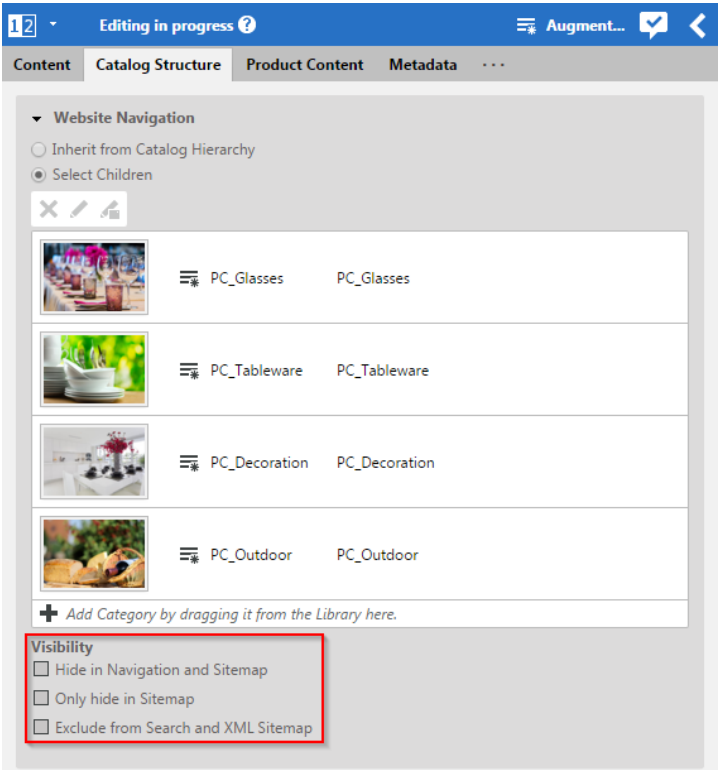 12 Editing in progress ? Augment...
Content Catalog Structure Product Content Metadata ...
Website Navigation
Inherit from Catalog Hierarchy
Select Children
PC_Glasses PC_Glasses
PC_Tableware PC_Tableware
PC_Decoration PC_Decoration
PC_Outdoor PC_Outdoor
Add Category by dragging it from the Library here.
Visibility
Hide in Navigation and Sitemap
Only hide in Sitemap
Exclude from Search and XML Sitemap